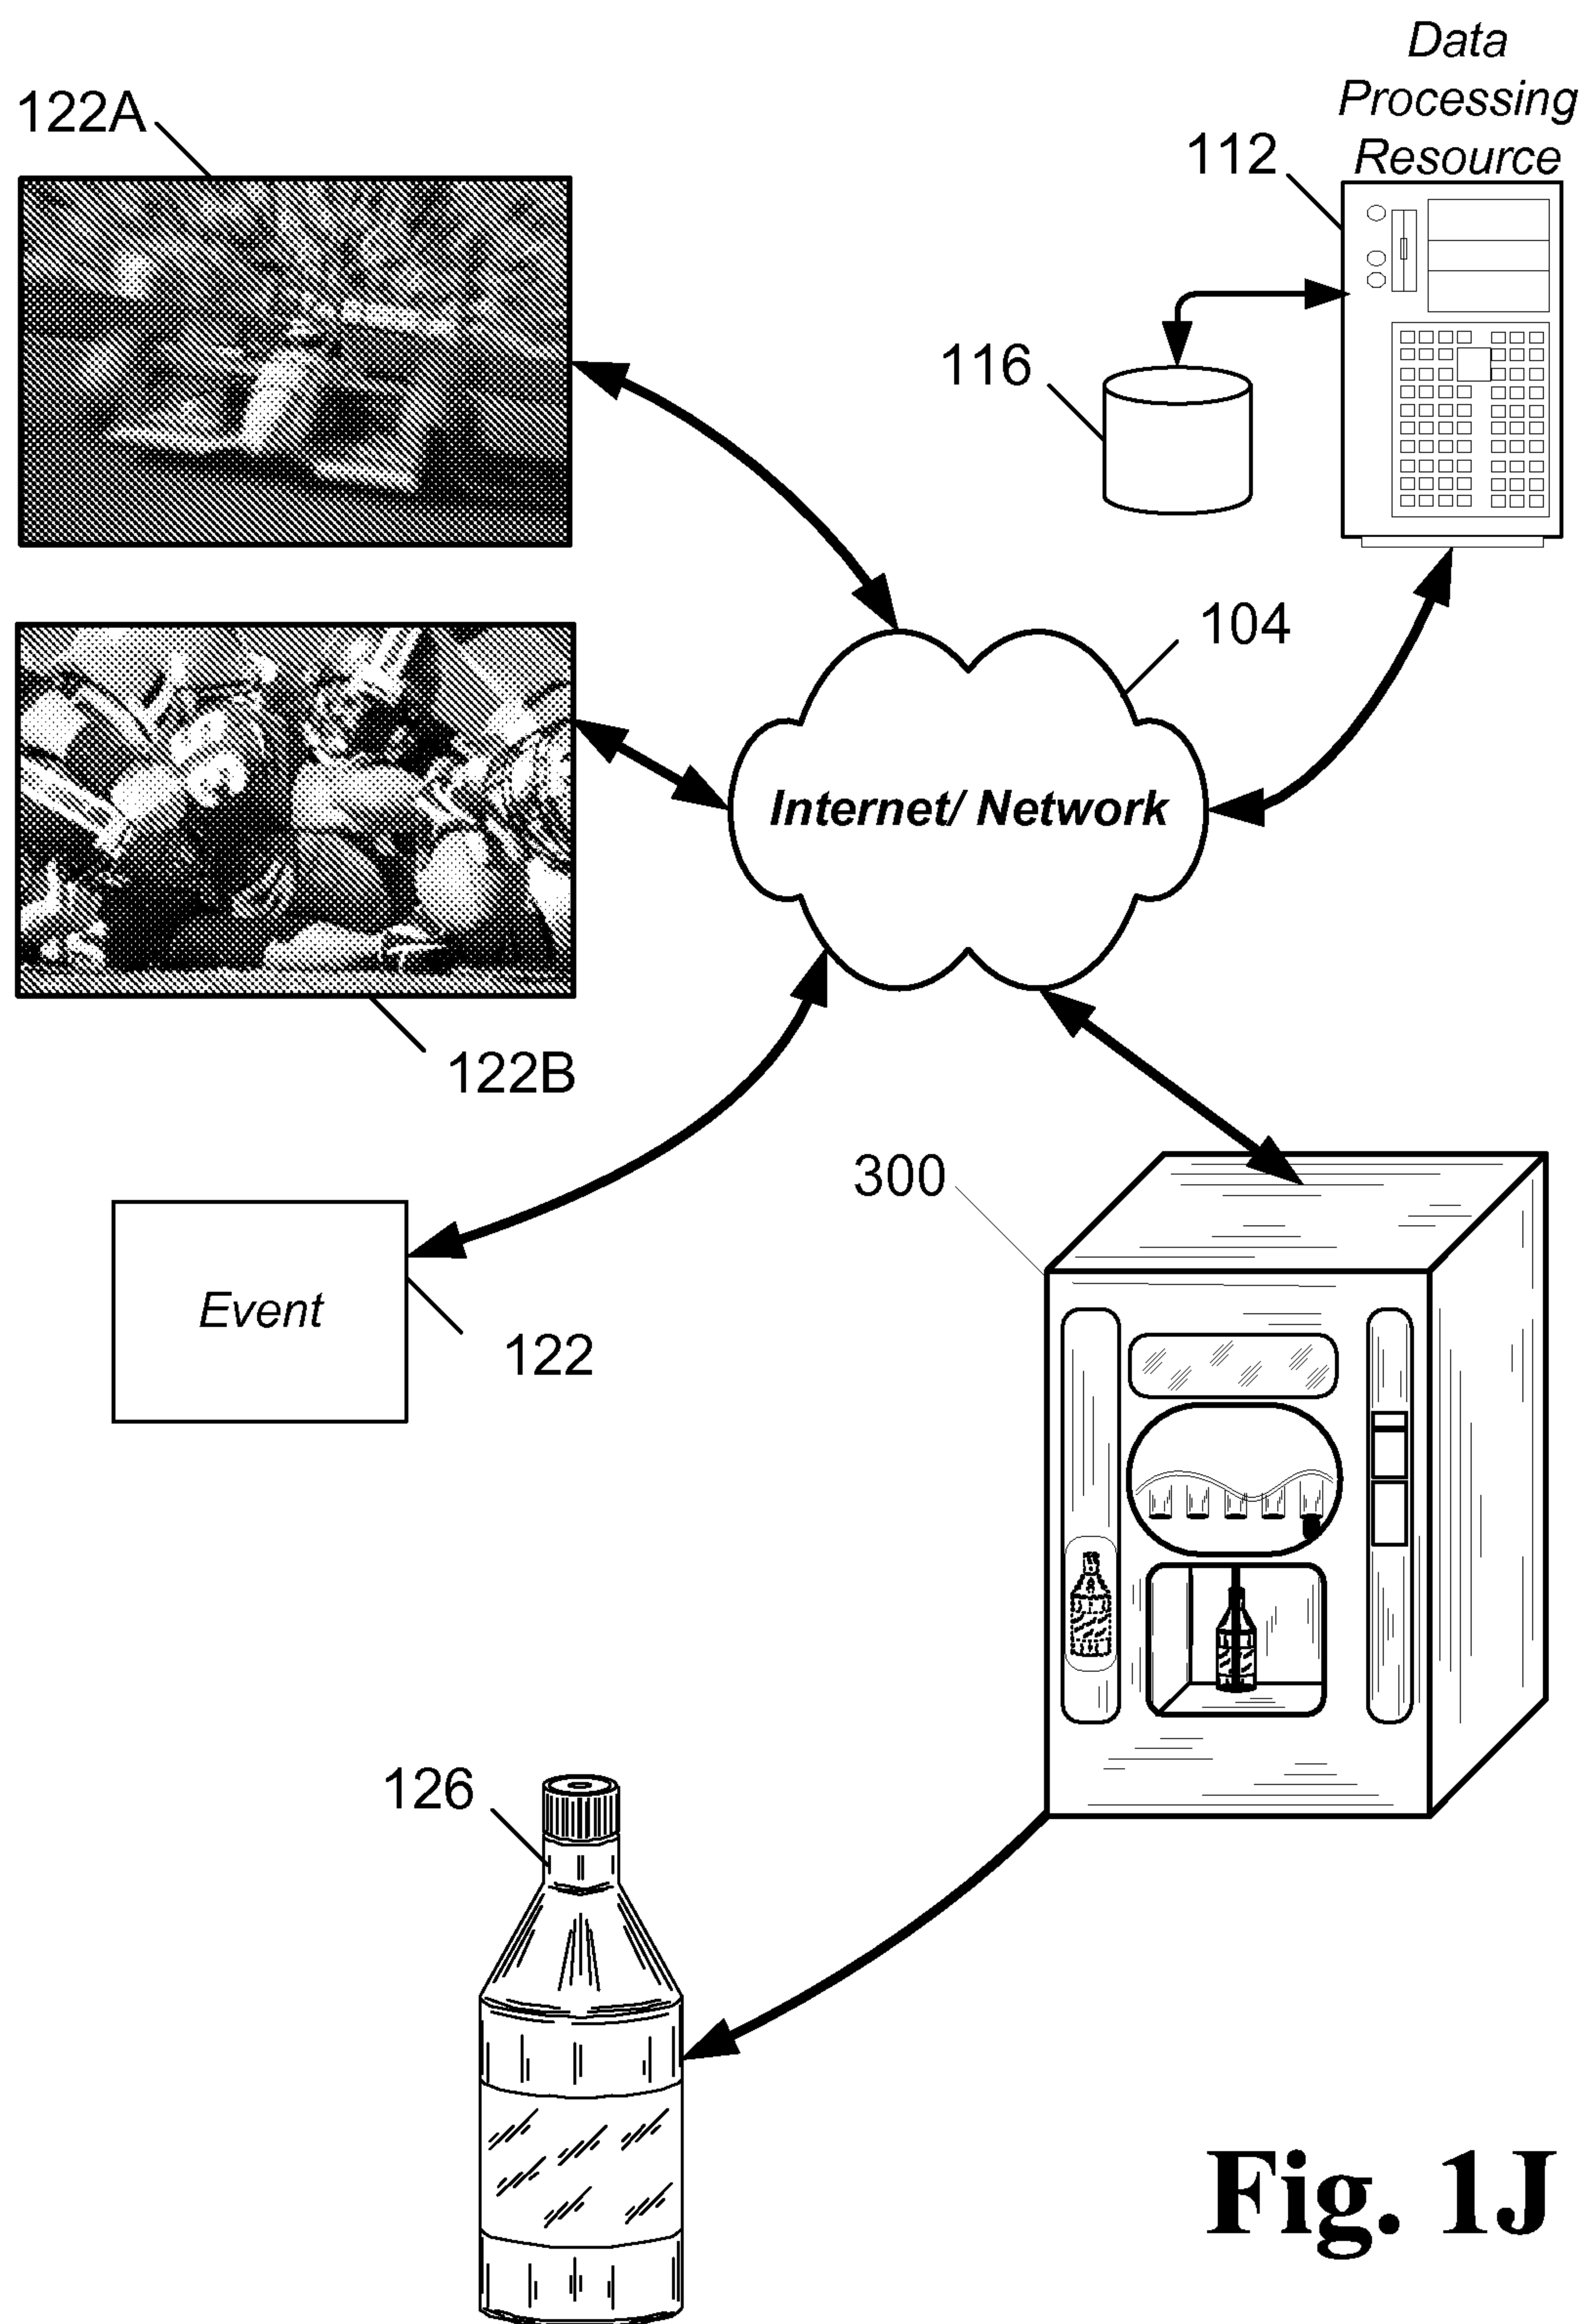 Data
Processing
Resource
122A
112
116
104
Internet/ Network
122B
300
Event
122
126
Fig. 1J